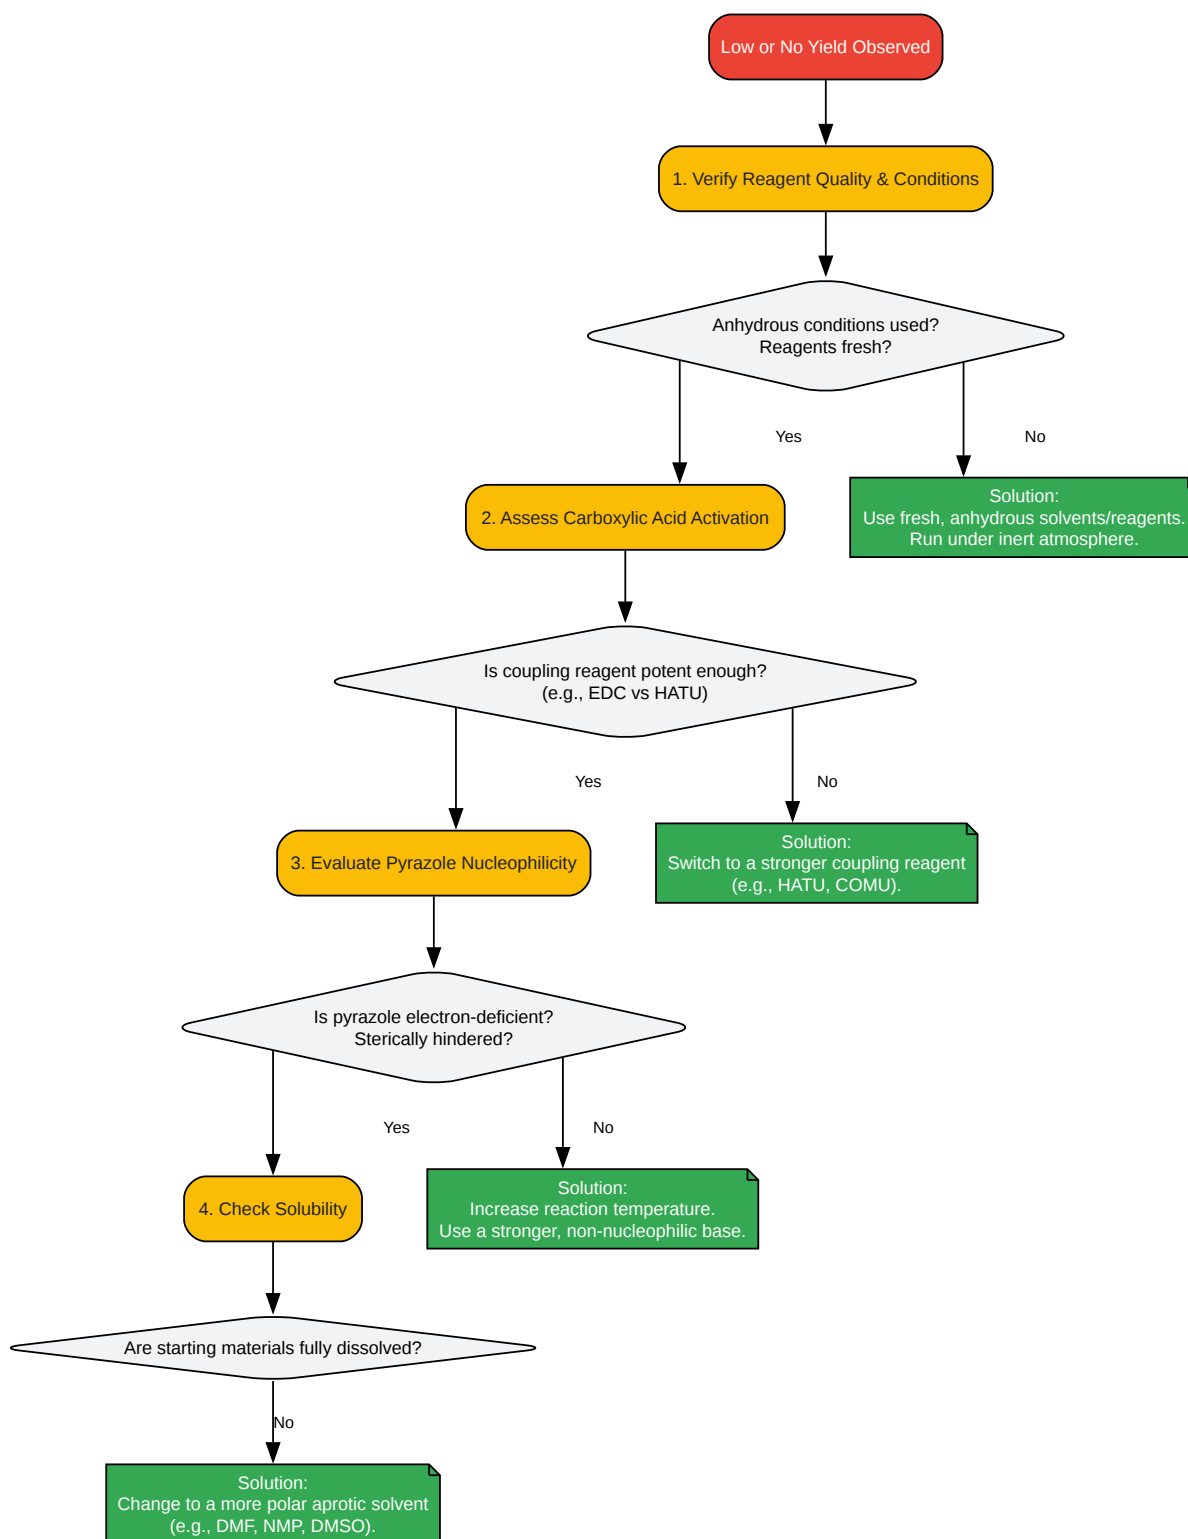 Low or No Yield Observed
1. Verify Reagent Quality & Conditions
Anhydrous conditions used?
Reagents fresh?
Yes
No
2. Assess Carboxylic Acid Activation
Solution:
Use fresh, anhydrous solvents/reagents.
Run under inert atmosphere.
Is coupling reagent potent enough?
(e.g., EDC vs HATU)
Yes
No
3. Evaluate Pyrazole Nucleophilicity
Solution:
Switch to a stronger coupling reagent
(e.g., HATU, COMU).
Is pyrazole electron-deficient?
Sterically hindered?
Yes
No
4. Check Solubility
Solution:
Increase reaction temperature.
Use a stronger, non-nucleophilic base.
Are starting materials fully dissolved?
No
Solution:
Change to a more polar aprotic solvent
(e.g., DMF, NMP, DMSO).